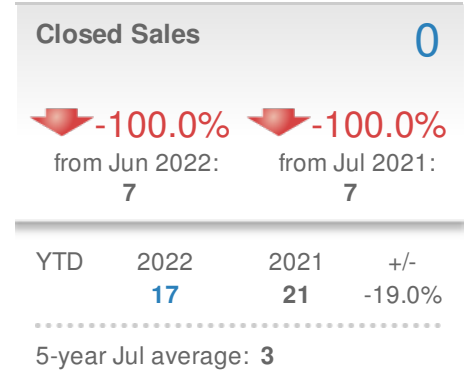 Closed Sales 0
-100.0% -100.0%
from Jun 2022: from Jul 2021:
7 7
YTD 2022 2021 +/-
17 21 -19.0%
5-year Jul average: 3